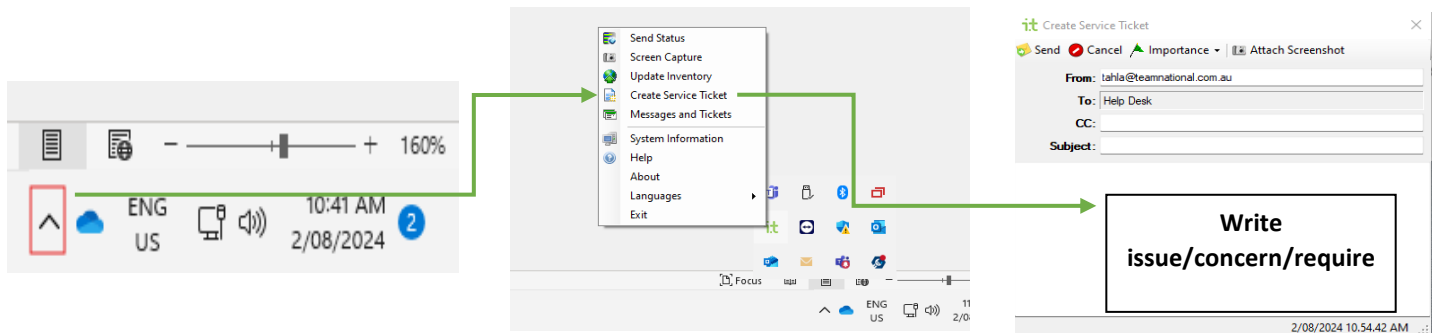 160%
ENG
US
10:41 AM
2/08/2024
2
Send Status
Screen Capture
Update Inventory
Create Service Ticket
Messages and Tickets
System Information
Help
About
Languages
Exit
i.t
Focus
ENG
US
11
2/0
i.t Create Service Ticket
Send Cancel Importance Attach Screenshot
From: tahla@teamnational.com.au
To: Help Desk
CC:
Subject:
Write
issue/concern/require
2/08/2024 10.54.42 AM